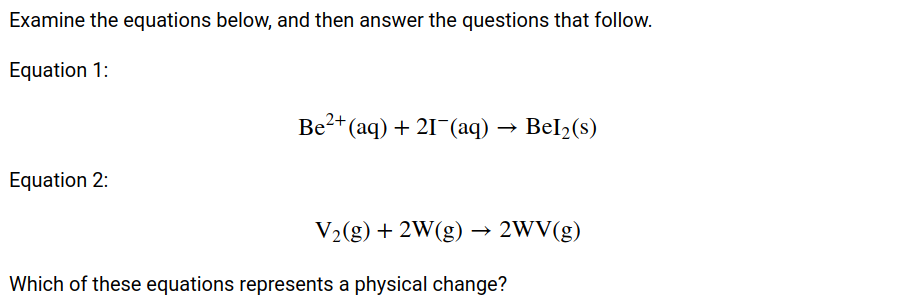 Examine the equations below, and then answer the questions that follow.
Equation 1:
Be²⁺(aq) + 2I⁻(aq) → BeI₂(s)
Equation 2:
V₂(g) + 2W(g) → 2WV(g)
Which of these equations represents a physical change?